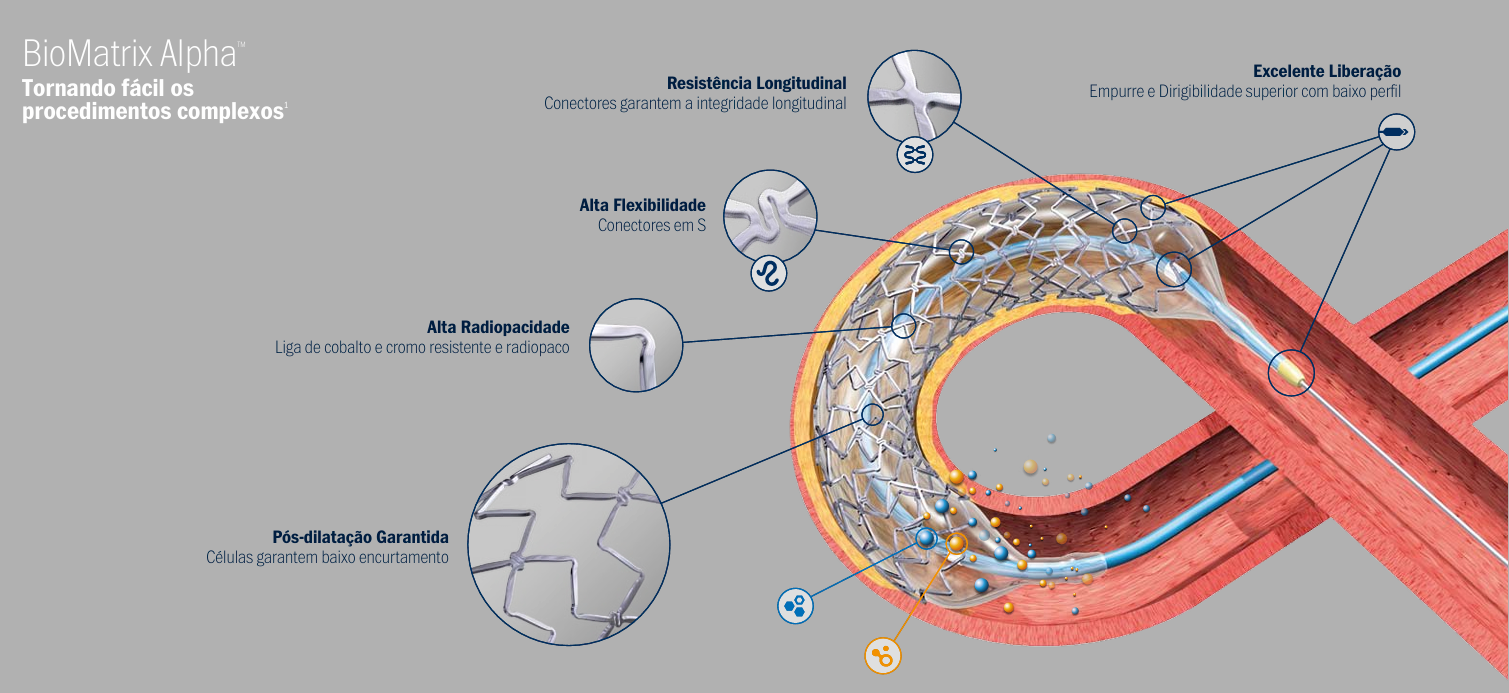 BioMatrix Alpha™
Tornando fácil os
procedimentos complexos¹
Resistência Longitudinal
Conectores garantem a integridade longitudinal
Excelente Liberação
Empurre e Dirigibilidade superior com baixo perfil
Alta Flexibilidade
Conectores em S
Alta Radiopacidade
Liga de cobalto e cromo resistente e radiopaco
Pós-dilatação Garantida
Células garantem baixo encurtamento